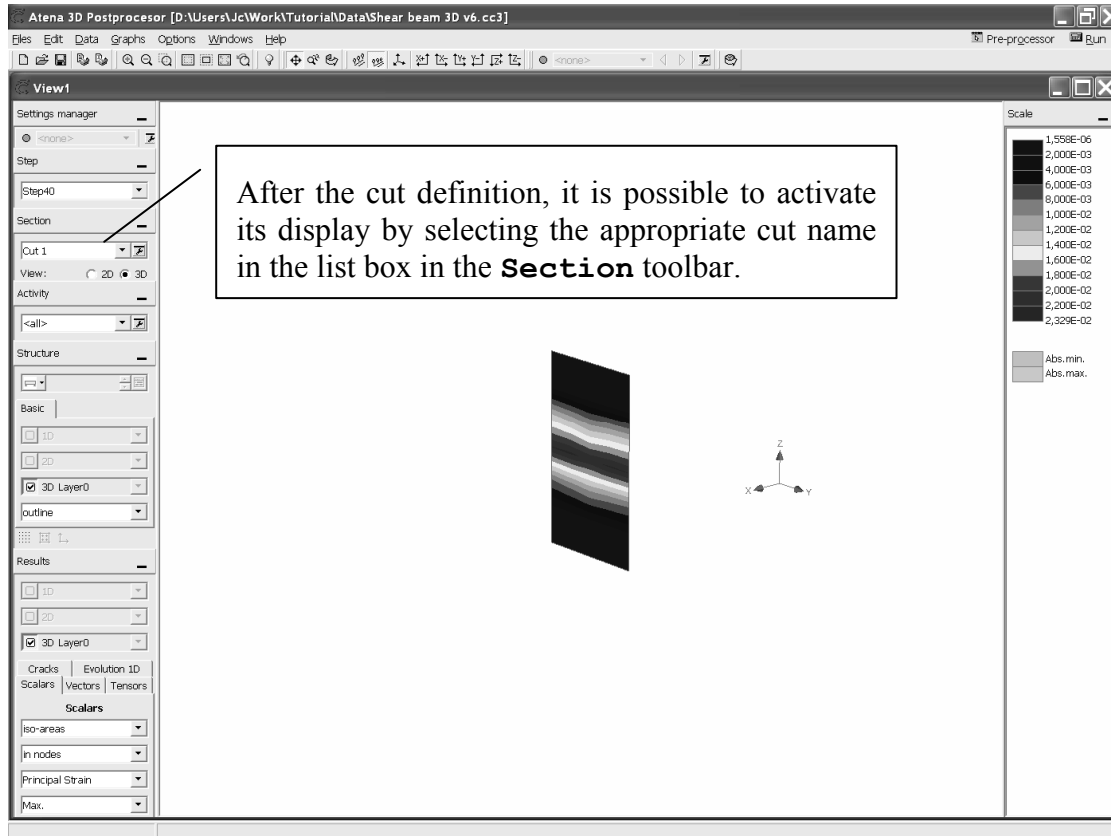 Atena 3D Postprocesor [D:\Users\Jc\Work\Tutorial\Data\Shear beam 3D v6.cc3]
Files Edit Data Graphs Options Windows Help Pre-processor Run
<none>
View1
Settings manager
<none>
Step
Step40
Section
Cut 1
View: 2D 3D
Activity
<all>
Structure
Basic
1D
2D
3D Layer0
outline
Results
1D
2D
3D Layer0
Cracks Evolution 1D
Scalars Vectors Tensors
Scalars
iso-areas
in nodes
Principal Strain
Max.
After the cut definition, it is possible to activate
its display by selecting the appropriate cut name
in the list box in the Section toolbar.
Z
X Y
Scale
1,558E-06
2,000E-03
4,000E-03
6,000E-03
8,000E-03
1,000E-02
1,200E-02
1,400E-02
1,600E-02
1,800E-02
2,000E-02
2,200E-02
2,329E-02
Abs.min.
Abs.max.